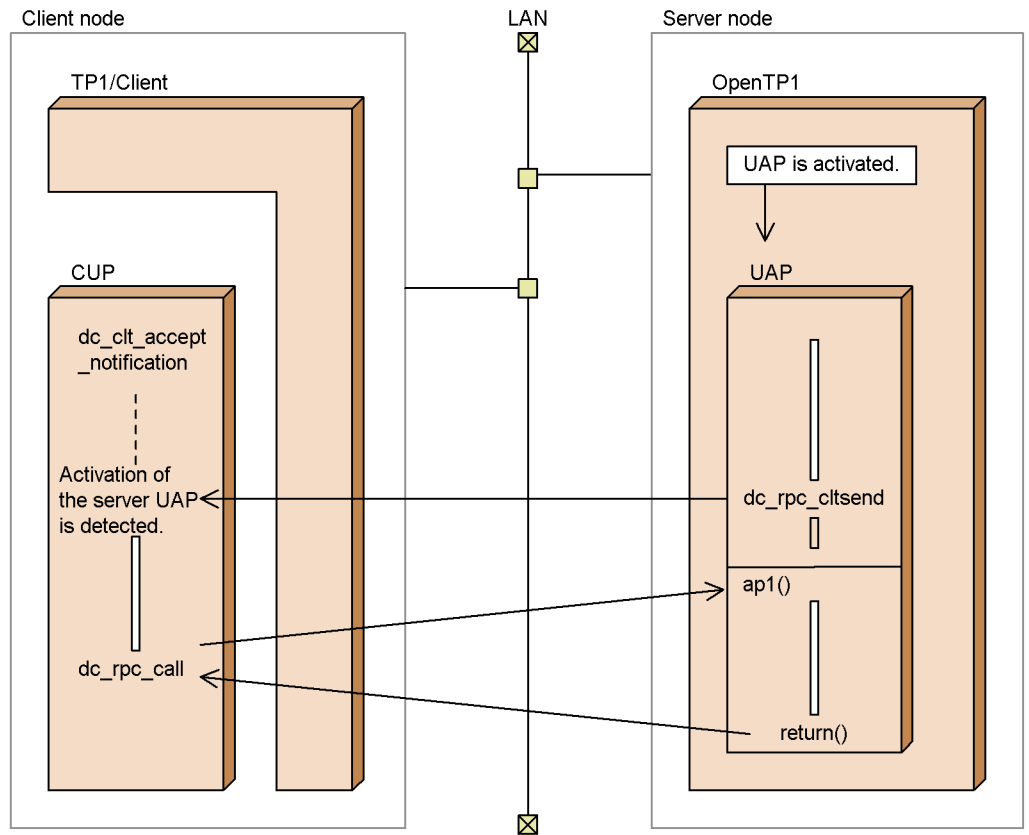 Client node
LAN
Server node
TP1/Client
OpenTP1
UAP is activated.
CUP
UAP
dc_clt_accept
_notification
Activation of
the server UAP
is detected.
dc_rpc_cltsend
ap1()
dc_rpc_call
return()